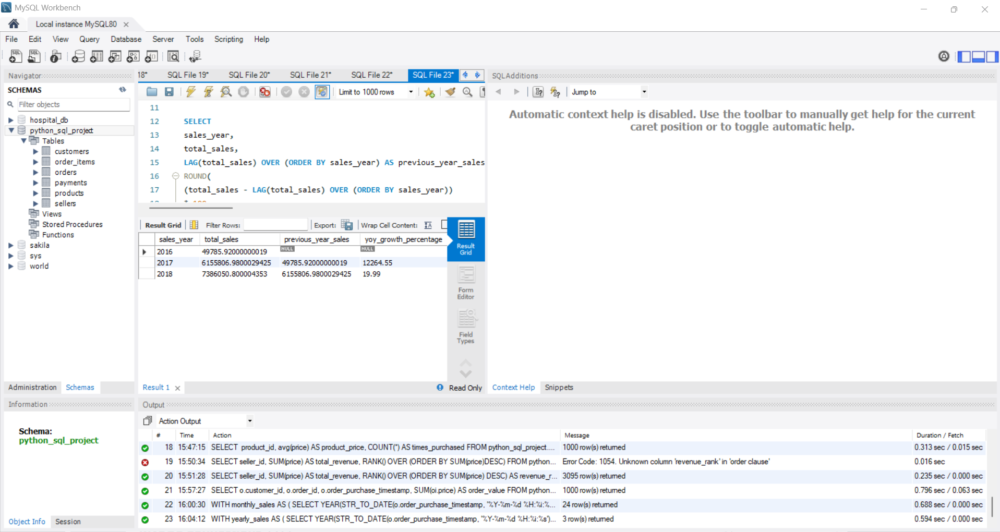 MySQL Workbench
Local instance MySQL80
File Edit View Query Database Server Tools Scripting Help
Navigator
SCHEMAS
Filter objects
hospital_db
python_sql_project
Tables
customers
order_items
orders
payments
products
sellers
Views
Stored Procedures
Functions
sakila
sys
world
Administration Schemas
Information
Schema:
python_sql_project
Object Info Session
18* SQL File 19* SQL File 20* SQL File 21* SQL File 22* SQL File 23*
Limit to 1000 rows
11
12 SELECT
13 sales_year,
14 total_sales,
15 LAG(total_sales) OVER (ORDER BY sales_year) AS previous_year_sales
16 ROUND(
17 (total_sales - LAG(total_sales) OVER (ORDER BY sales_year))
Result Grid Filter Rows: Export: Wrap Cell Content:
sales_year total_sales previous_year_sales yoy_growth_percentage
2016 49785.92000000019 NULL NULL
2017 6155806.9800029425 49785.92000000019 12264.55
2018 7386050.800004353 6155806.9800029425 19.99
Result
Grid
Form
Editor
Field
Types
Result 1 Read Only
SQLAdditions
Jump to
Automatic context help is disabled. Use the toolbar to manually get help for the current
caret position or to toggle automatic help.
Context Help Snippets
Output
Action Output
# Time Action Message Duration / Fetch
18 15:47:15 SELECT product_id, avg(price) AS product_price, COUNT(*) AS times_purchased FROM python_sql_project.... 1000 row(s) returned 0.313 sec / 0.015 sec
19 15:50:34 SELECT seller_id, SUM(price) AS total_revenue, RANK() OVER (ORDER BY SUM(price)DESC) FROM python... Error Code: 1054. Unknown column 'revenue_rank' in 'order clause' 0.016 sec
20 15:51:28 SELECT seller_id, SUM(price) AS total_revenue, RANK() OVER (ORDER BY SUM(price) DESC) AS revenue_r... 3095 row(s) returned 0.235 sec / 0.000 sec
21 15:57:27 SELECT o.customer_id, o.order_id, o.order_purchase_timestamp, SUM(oi.price) AS order_value FROM python... 1000 row(s) returned 0.796 sec / 0.063 sec
22 16:00:30 WITH monthly_sales AS ( SELECT YEAR(STR_TO_DATE(o.order_purchase_timestamp, '%Y-%m-%d %H:%i:%... 24 row(s) returned 0.688 sec / 0.000 sec
23 16:04:12 WITH yearly_sales AS ( SELECT YEAR(STR_TO_DATE(o.order_purchase_timestamp, '%Y-%m-%d %H:%i:%s')... 3 row(s) returned 0.594 sec / 0.000 sec